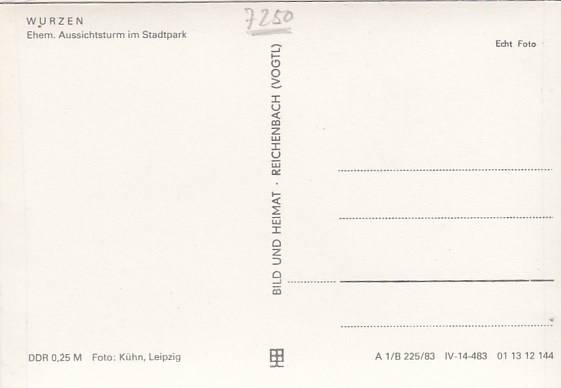 WURZEN
Ehem. Aussichtsturm im Stadtpark
7250
Echt Foto
BILD UND HEIMAT · REICHENBACH (VOGTL)
DDR 0,25 M Foto: Kühn, Leipzig
A 1/B 225/83 IV-14-483 01 13 12 144